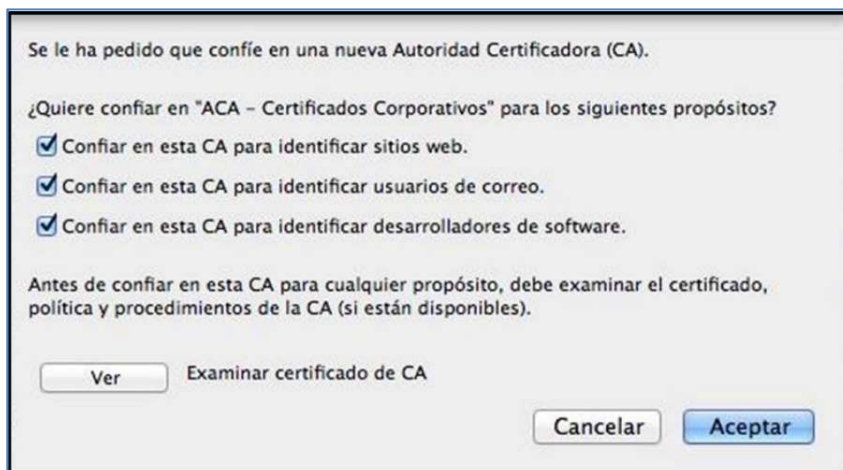 Se le ha pedido que confíe en una nueva Autoridad Certificadora (CA).
¿Quiere confiar en "ACA – Certificados Corporativos" para los siguientes propósitos?
Confiar en esta CA para identificar sitios web.
Confiar en esta CA para identificar usuarios de correo.
Confiar en esta CA para identificar desarrolladores de software.
Antes de confiar en esta CA para cualquier propósito, debe examinar el certificado,
política y procedimientos de la CA (si están disponibles).
Ver Examinar certificado de CA
Cancelar Aceptar